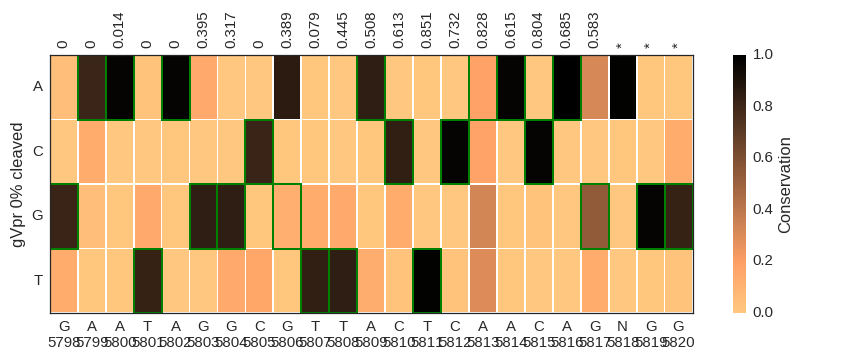 0 0 0.014 0 0 0.395 0.317 0 0.389 0.079 0.445 0.508 0.613 0.851 0.732 0.828 0.615 0.804 0.685 0.583 * * *
gVpr 0% cleaved
A
C
G
T
G A A T A G G C G T T A C T C A A C A G N G G
5798 5799 5800 5801 5802 5803 5804 5805 5806 5807 5808 5809 5810 5811 5812 5813 5814 5815 5816 5817 5818 5819 5820
1.0
0.8
0.6
0.4
0.2
0.0
Conservation